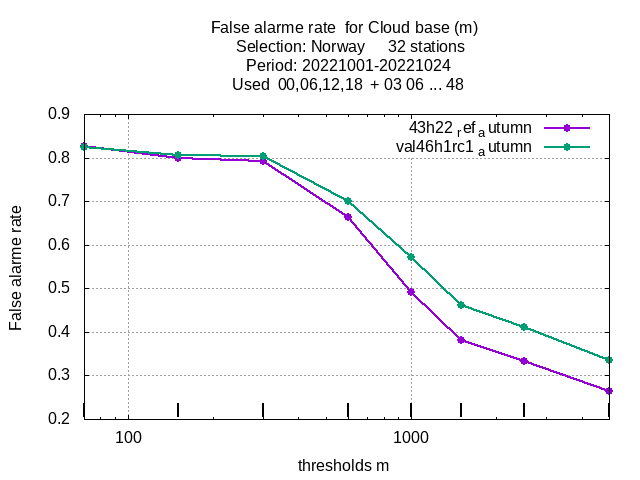 False alarme rate for Cloud base (m)
Selection: Norway 32 stations
Period: 20221001-20221024
Used 00,06,12,18 + 03 06 ... 48
43h22 ref a utumn
val46h1rc1 a utumn
0.9
0.8
0.7
0.6
0.5
0.4
0.3
0.2
False alarme rate
100
1000
thresholds m